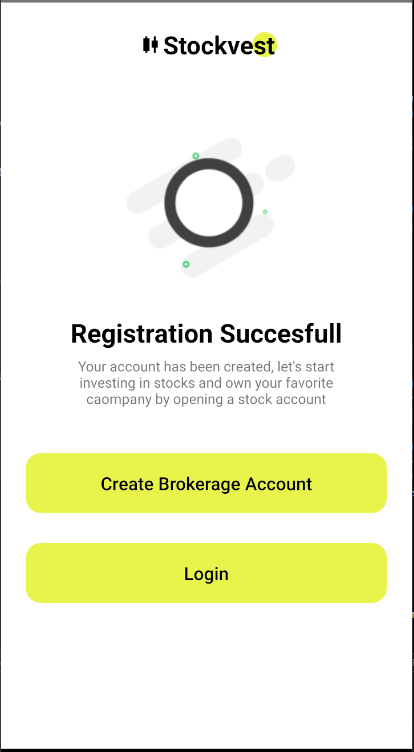 Stockvest
Registration Succesfull
Your account has been created, let's start
investing in stocks and own your favorite
caompany by opening a stock account
Create Brokerage Account
Login